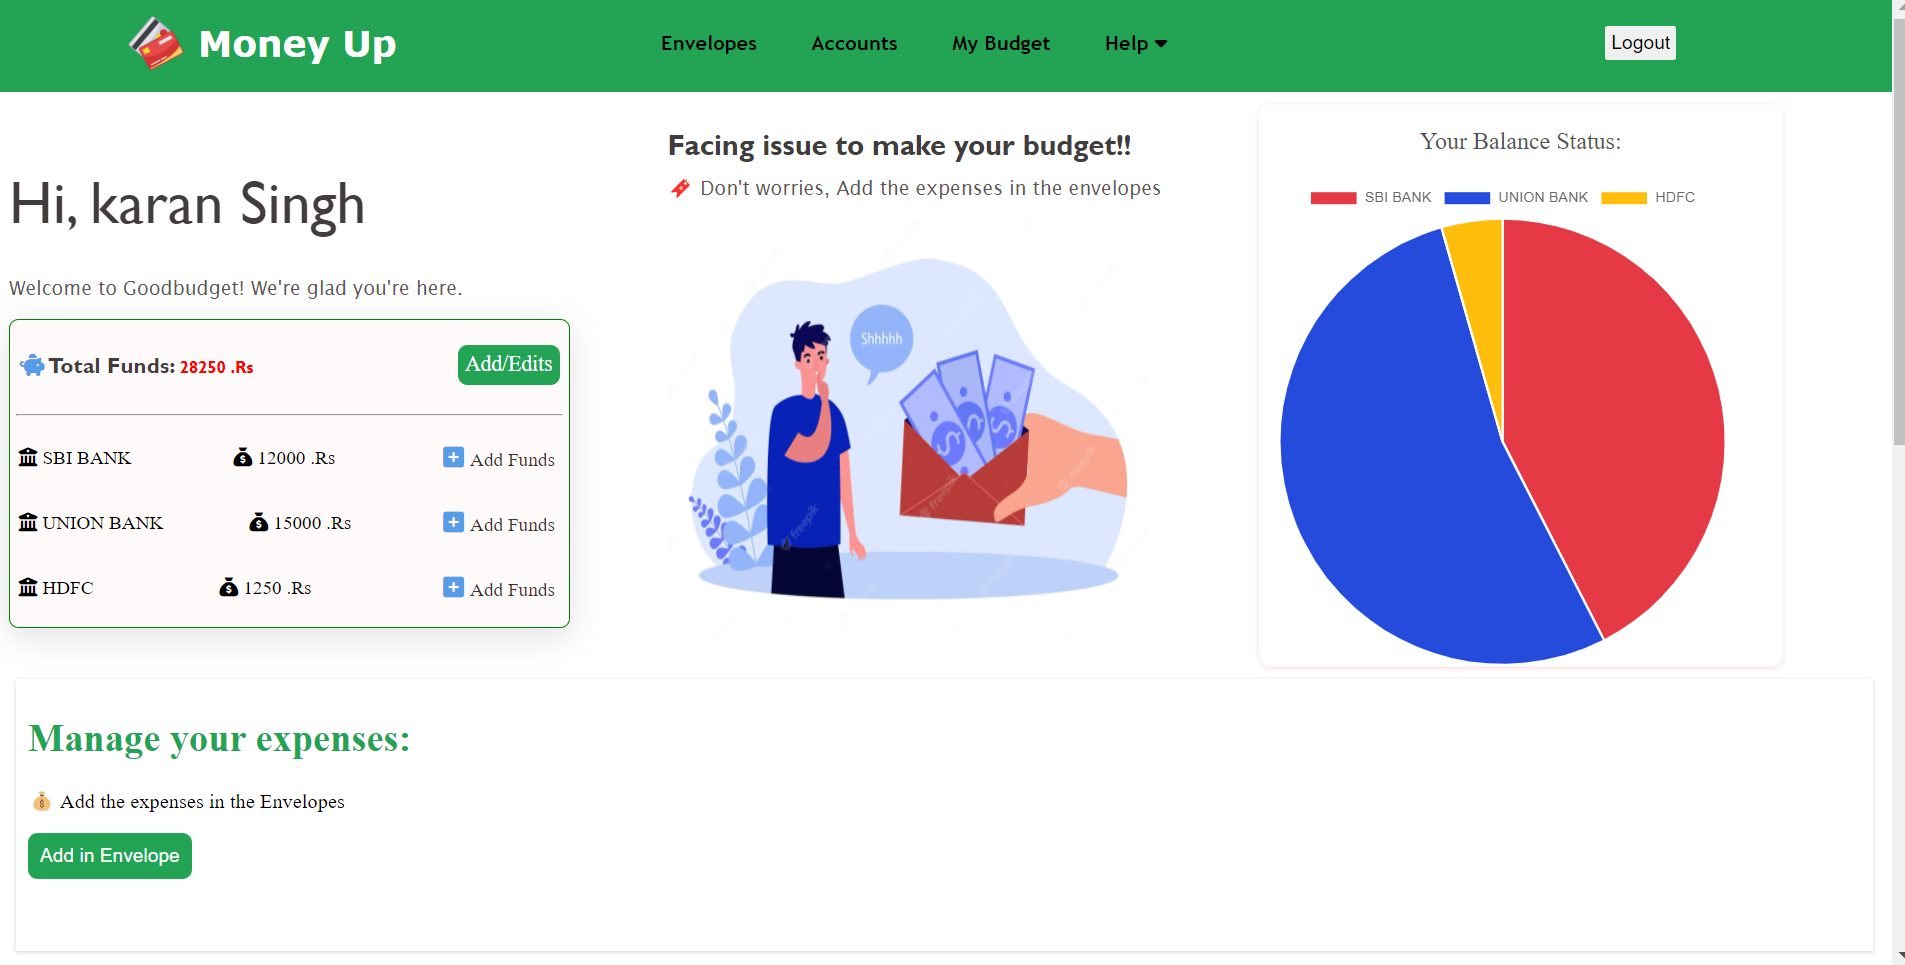 Money Up
Envelopes Accounts My Budget Help
Logout
Hi, karan Singh
Welcome to Goodbudget! We're glad you're here.
Total Funds: 28250 .Rs
Add/Edits
SBI BANK 12000 .Rs Add Funds
UNION BANK 15000 .Rs Add Funds
HDFC 1250 .Rs Add Funds
Facing issue to make your budget!!
Don't worries, Add the expenses in the envelopes
Shhhhh
freepik
freepik
freepik
Your Balance Status:
SBI BANK UNION BANK HDFC
Manage your expenses:
Add the expenses in the Envelopes
Add in Envelope